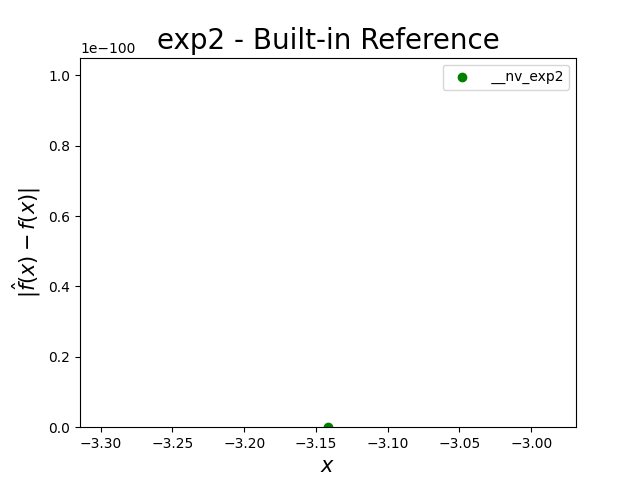 exp2 - Built-in Reference
1e−100
1.0
0.8
0.6
0.4
0.2
0.0
|f̂(x) − f(x)|
__nv_exp2
−3.30 −3.25 −3.20 −3.15 −3.10 −3.05 −3.00
x